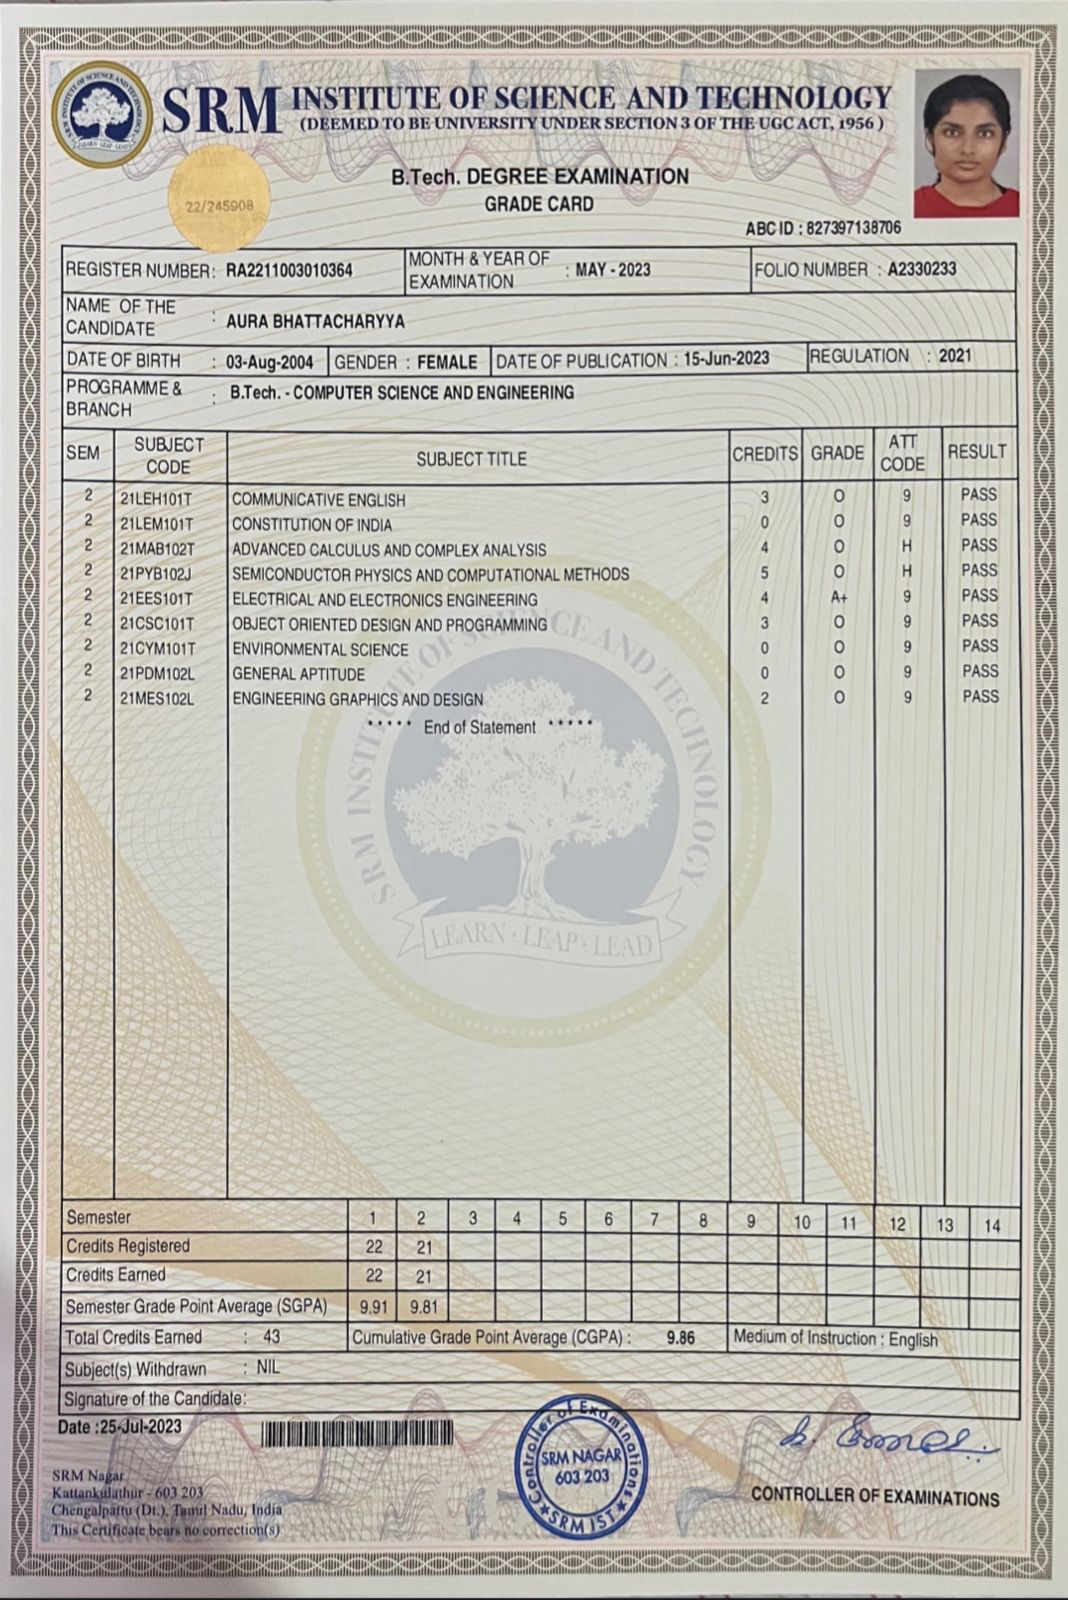 SRM INSTITUTE OF SCIENCE AND TECHNOLOGY
(DEEMED TO BE UNIVERSITY UNDER SECTION 3 OF THE UGC ACT, 1956 )
SRM INSTITUTE OF SCIENCE AND TECHNOLOGY
LEARN · LEAP · LEAD
22/245908
B.Tech. DEGREE EXAMINATION
GRADE CARD
ABC ID : 827397138706
REGISTER NUMBER: RA2211003010364 MONTH & YEAR OF EXAMINATION : MAY - 2023 FOLIO NUMBER : A2330233
NAME OF THE CANDIDATE : AURA BHATTACHARYYA
DATE OF BIRTH : 03-Aug-2004 GENDER : FEMALE DATE OF PUBLICATION : 15-Jun-2023 REGULATION : 2021
PROGRAMME & BRANCH : B.Tech. - COMPUTER SCIENCE AND ENGINEERING
SEM SUBJECT CODE SUBJECT TITLE CREDITS GRADE ATT CODE RESULT
2 21LEH101T COMMUNICATIVE ENGLISH 3 O 9 PASS
2 21LEM101T CONSTITUTION OF INDIA 0 O 9 PASS
2 21MAB102T ADVANCED CALCULUS AND COMPLEX ANALYSIS 4 O H PASS
2 21PYB102J SEMICONDUCTOR PHYSICS AND COMPUTATIONAL METHODS 5 O H PASS
2 21EES101T ELECTRICAL AND ELECTRONICS ENGINEERING 4 A+ 9 PASS
2 21CSC101T OBJECT ORIENTED DESIGN AND PROGRAMMING 3 O 9 PASS
2 21CYM101T ENVIRONMENTAL SCIENCE 0 O 9 PASS
2 21PDM102L GENERAL APTITUDE 0 O 9 PASS
2 21MES102L ENGINEERING GRAPHICS AND DESIGN 2 O 9 PASS
***** End of Statement *****
SRM INSTITUTE OF SCIENCE AND TECHNOLOGY
LEARN · LEAP · LEAD
Semester 1 2 3 4 5 6 7 8 9 10 11 12 13 14
Credits Registered 22 21
Credits Earned 22 21
Semester Grade Point Average (SGPA) 9.91 9.81
Total Credits Earned : 43 Cumulative Grade Point Average (CGPA) : 9.86 Medium of Instruction : English
Subject(s) Withdrawn : NIL
Signature of the Candidate:
Date :25-Jul-2023
Controller of Examinations
SRM NAGAR
603 203
SRM IST
SRM Nagar
Kattankulathur - 603 203
Chengalpattu (Dt.), Tamil Nadu, India
This Certificate bears no correction(s)
CONTROLLER OF EXAMINATIONS